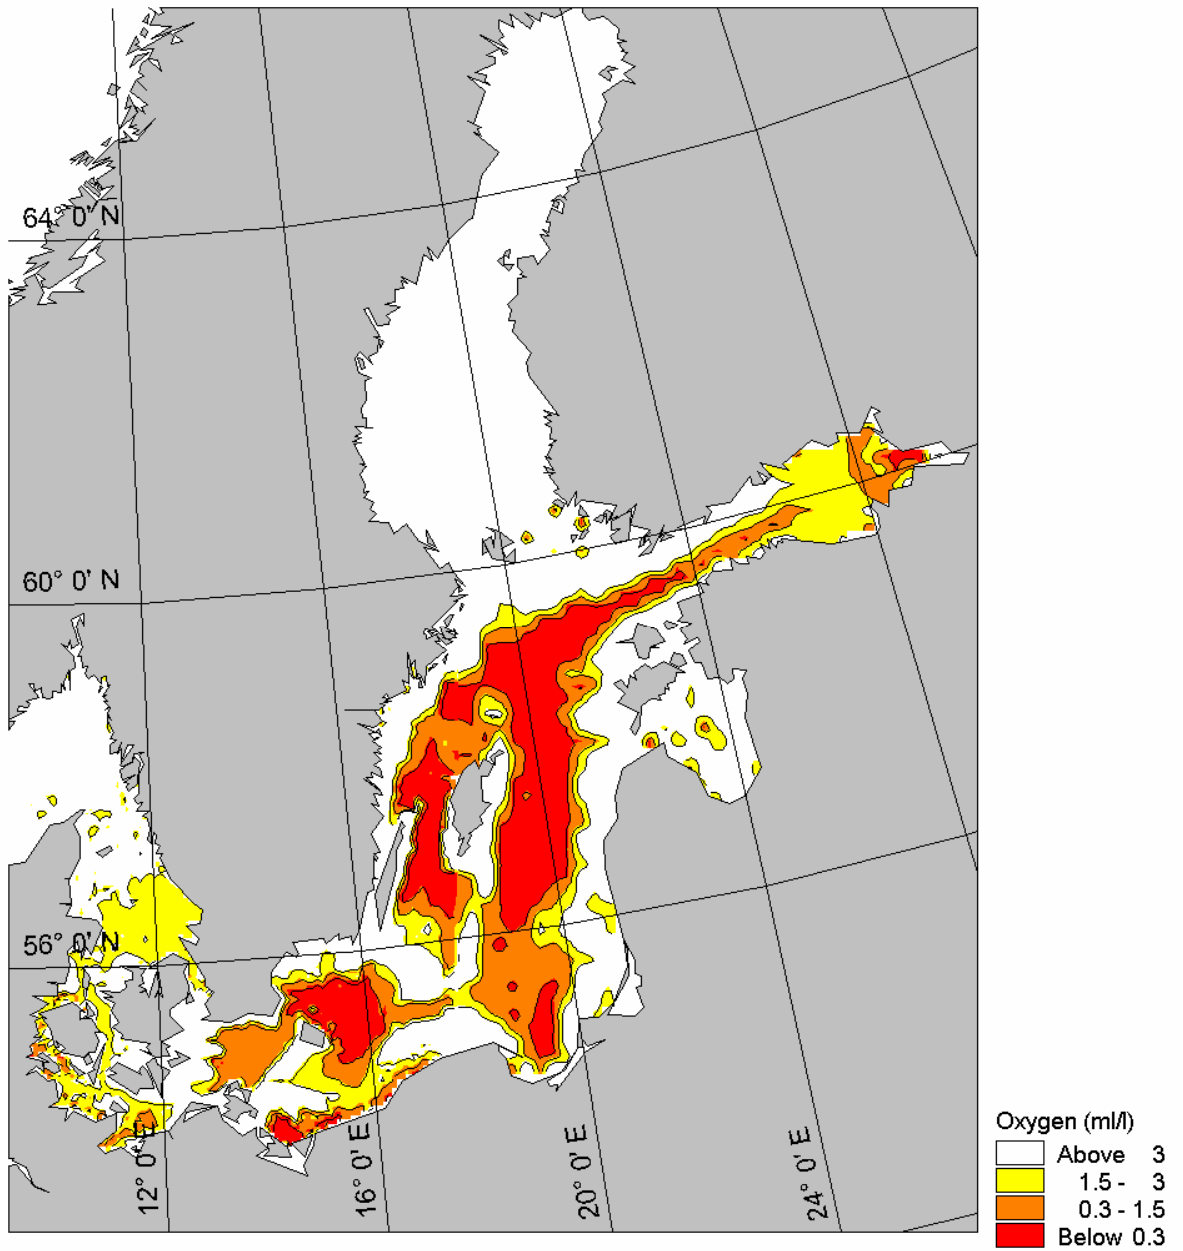 64° 0' N
60° 0' N
56° 0' N
12° 0' E
16° 0' E
20° 0' E
24° 0' E
Oxygen (ml/l)
Above 3
1.5 - 3
0.3 - 1.5
Below 0.3